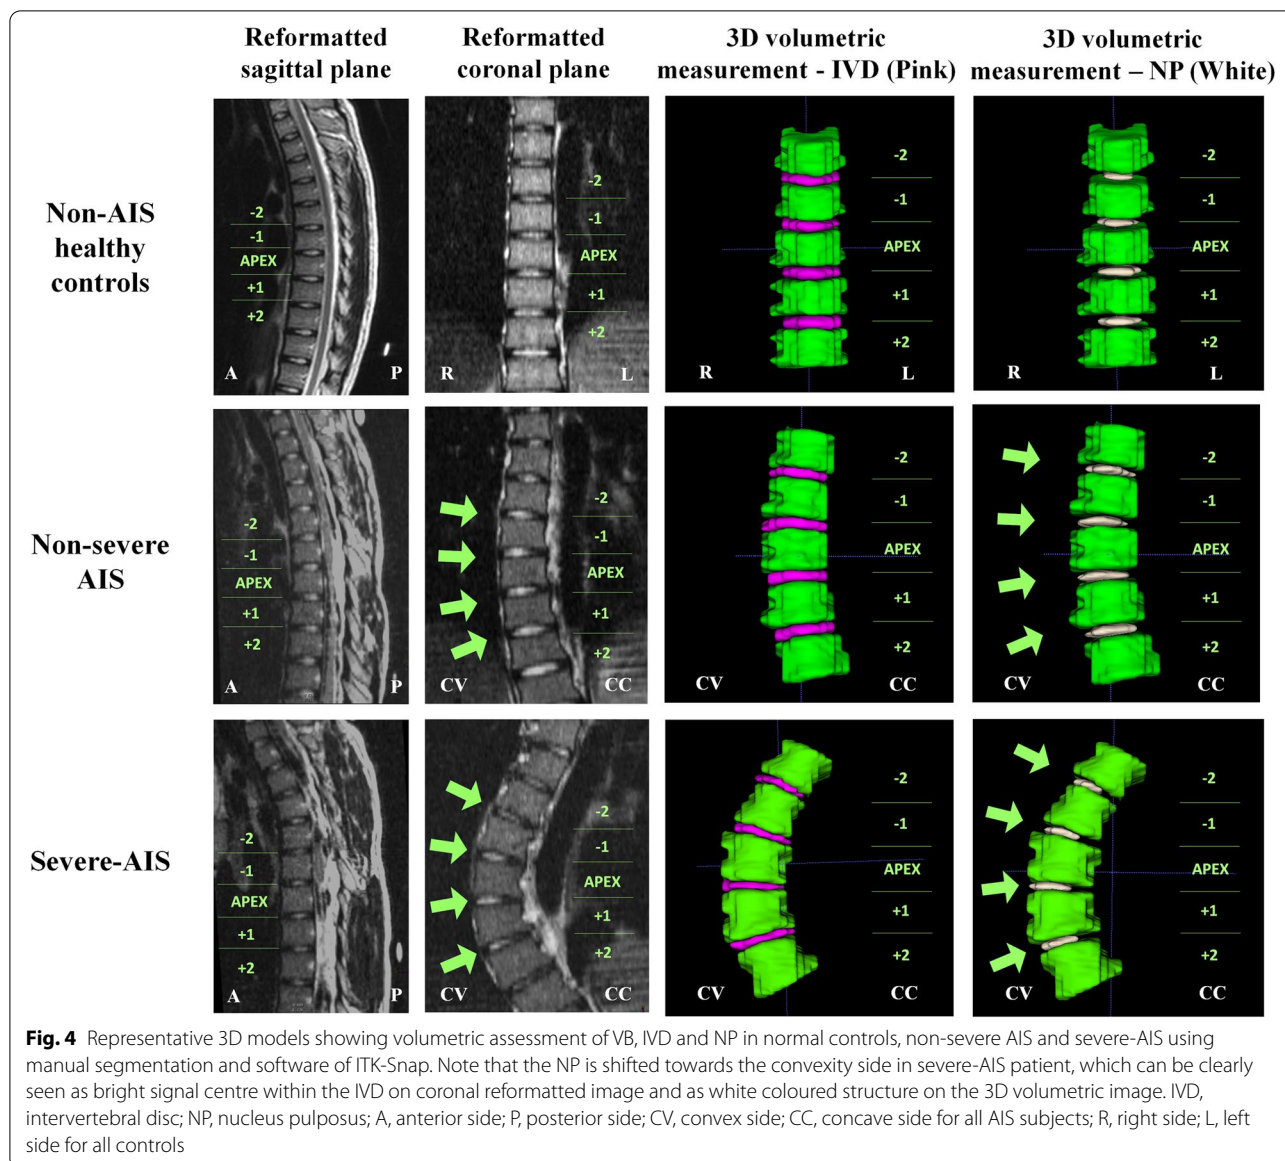 Reformatted
sagittal plane
Reformatted
coronal plane
3D volumetric
measurement - IVD (Pink)
3D volumetric
measurement – NP (White)
Non-AIS
healthy
controls
-2
-1
APEX
+1
+2
A
P
-2
-1
APEX
+1
+2
R
L
-2
-1
APEX
+1
+2
R
L
-2
-1
APEX
+1
+2
R
L
Non-severe
AIS
-2
-1
APEX
+1
+2
A
P
-2
-1
APEX
+1
+2
CV
CC
-2
-1
APEX
+1
+2
CV
CC
-2
-1
APEX
+1
+2
CV
CC
Severe-AIS
-2
-1
APEX
+1
+2
A
P
-2
-1
APEX
+1
+2
CV
CC
-2
-1
APEX
+1
+2
CV
CC
-2
-1
APEX
+1
+2
CV
CC
Fig. 4 Representative 3D models showing volumetric assessment of VB, IVD and NP in normal controls, non-severe AIS and severe-AIS using
manual segmentation and software of ITK-Snap. Note that the NP is shifted towards the convexity side in severe-AIS patient, which can be clearly
seen as bright signal centre within the IVD on coronal reformatted image and as white coloured structure on the 3D volumetric image. IVD,
intervertebral disc; NP, nucleus pulposus; A, anterior side; P, posterior side; CV, convex side; CC, concave side for all AIS subjects; R, right side; L, left
side for all controls